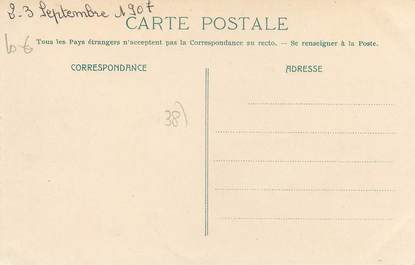 2-3 Septembre 1907
CARTE POSTALE
10 € Tous les Pays étrangers n'acceptent pas la Correspondance au recto. — Se renseigner à la Poste.
CORRESPONDANCE
ADRESSE
38)